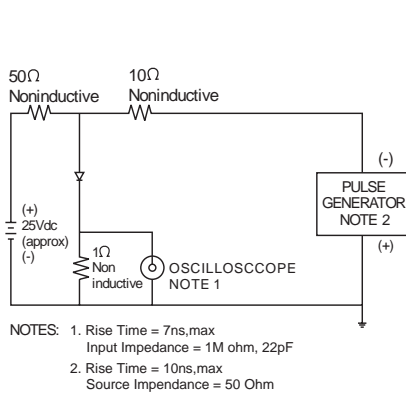 50Ω
Noninductive
10Ω
Noninductive
(-)
PULSE
GENERATOR
NOTE 2
(+)
(+)
25Vdc
(approx)
(-)
1Ω
Non
inductive
OSCILLOSCCOPE
NOTE 1
NOTES: 1. Rise Time = 7ns,max
Input Impedance = 1M ohm, 22pF
2. Rise Time = 10ns,max
Source Impendance = 50 Ohm